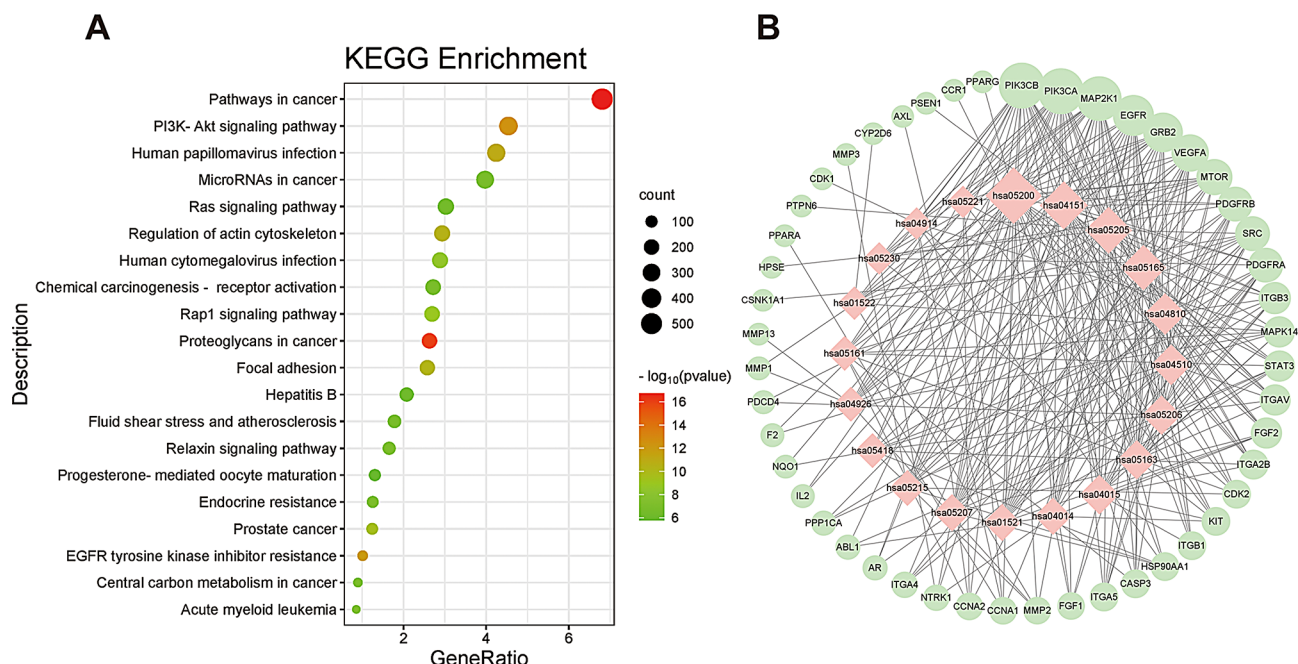 A
KEGG Enrichment
Description
Pathways in cancer
PI3K- Akt signaling pathway
Human papillomavirus infection
MicroRNAs in cancer
Ras signaling pathway
Regulation of actin cytoskeleton
Human cytomegalovirus infection
Chemical carcinogenesis - receptor activation
Rap1 signaling pathway
Proteoglycans in cancer
Focal adhesion
Hepatitis B
Fluid shear stress and atherosclerosis
Relaxin signaling pathway
Progesterone- mediated oocyte maturation
Endocrine resistance
Prostate cancer
EGFR tyrosine kinase inhibitor resistance
Central carbon metabolism in cancer
Acute myeloid leukemia
2 4 6
GeneRatio
count
100
200
300
400
500
- log10(pvalue)
16
14
12
10
8
6
B
PIK3CB
PIK3CA
MAP2K1
EGFR
GRB2
VEGFA
MTOR
PDGFRB
SRC
PDGFRA
ITGB3
MAPK14
STAT3
ITGAV
FGF2
ITGA2B
CDK2
KIT
ITGB1
HSP90AA1
CASP3
ITGA5
FGF1
MMP2
CCNA1
CCNA2
NTRK1
ITGA4
AR
ABL1
PPP1CA
IL2
NQO1
F2
PDCD4
MMP1
MMP13
CSNK1A1
HPSE
PPARA
PTPN6
CDK1
MMP3
CYP2D6
AXL
PSEN1
CCR1
PPARG
hsa05200
hsa04151
hsa05205
hsa05165
hsa04810
hsa04510
hsa05206
hsa05163
hsa04015
hsa04014
hsa01521
hsa05207
hsa05215
hsa05418
hsa04926
hsa05161
hsa01522
hsa05230
hsa04914
hsa05221